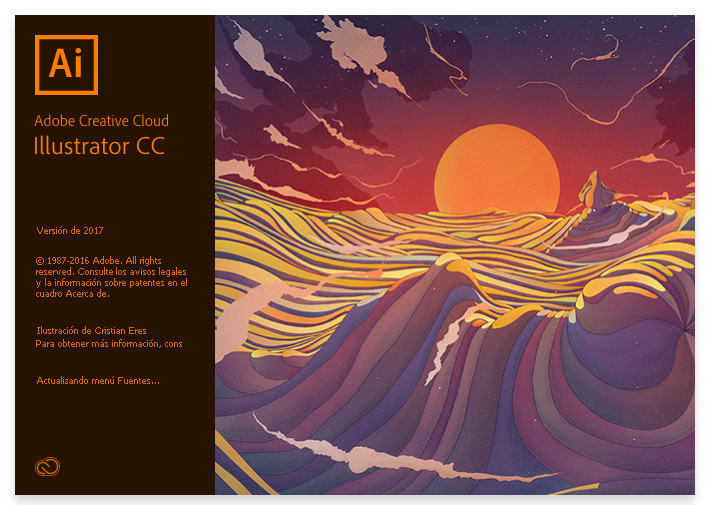 Ai
Adobe Creative Cloud
Illustrator CC
Versión de 2017
© 1987-2016 Adobe. All rights
reserved. Consulte los avisos legales
y la información sobre patentes en el
cuadro Acerca de.
Ilustración de Cristian Eres
Para obtener más información, cons
Actualizando menú Fuentes...